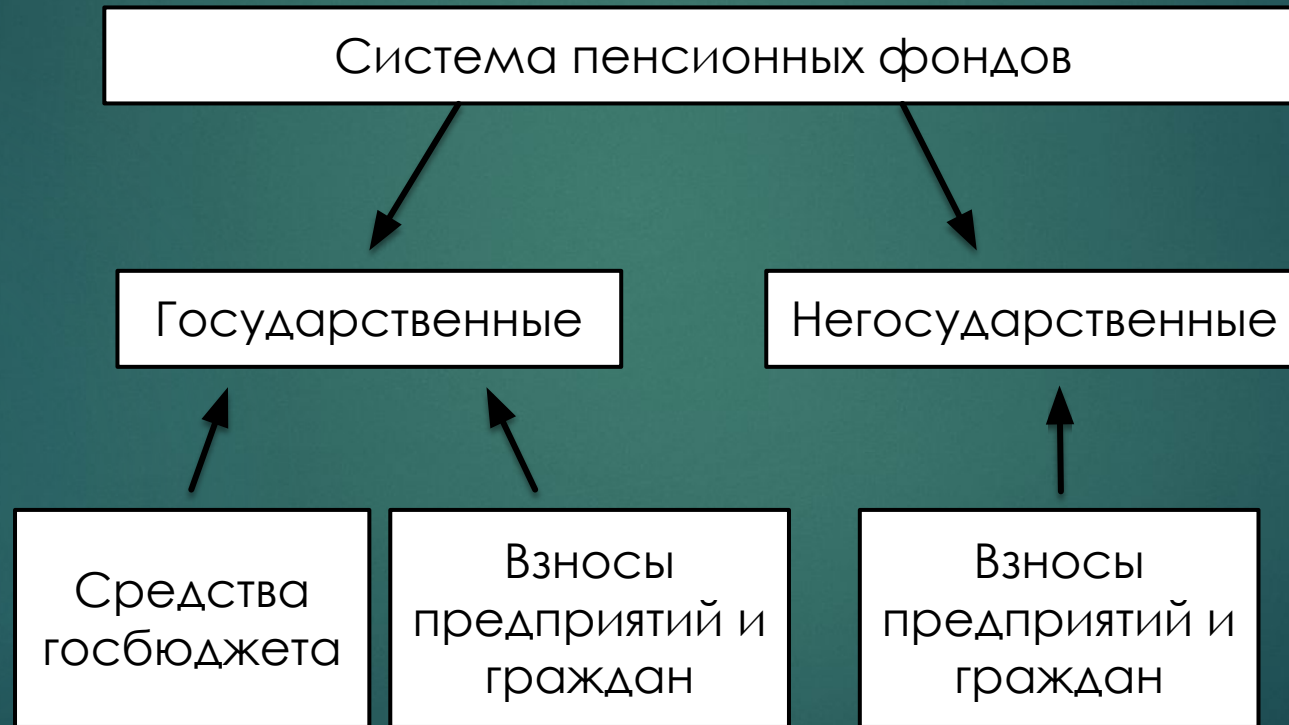 Система пенсионных фондов
Государственные
Негосударственные
Средства
госбюджета
Взносы
предприятий и
граждан
Взносы
предприятий и
граждан